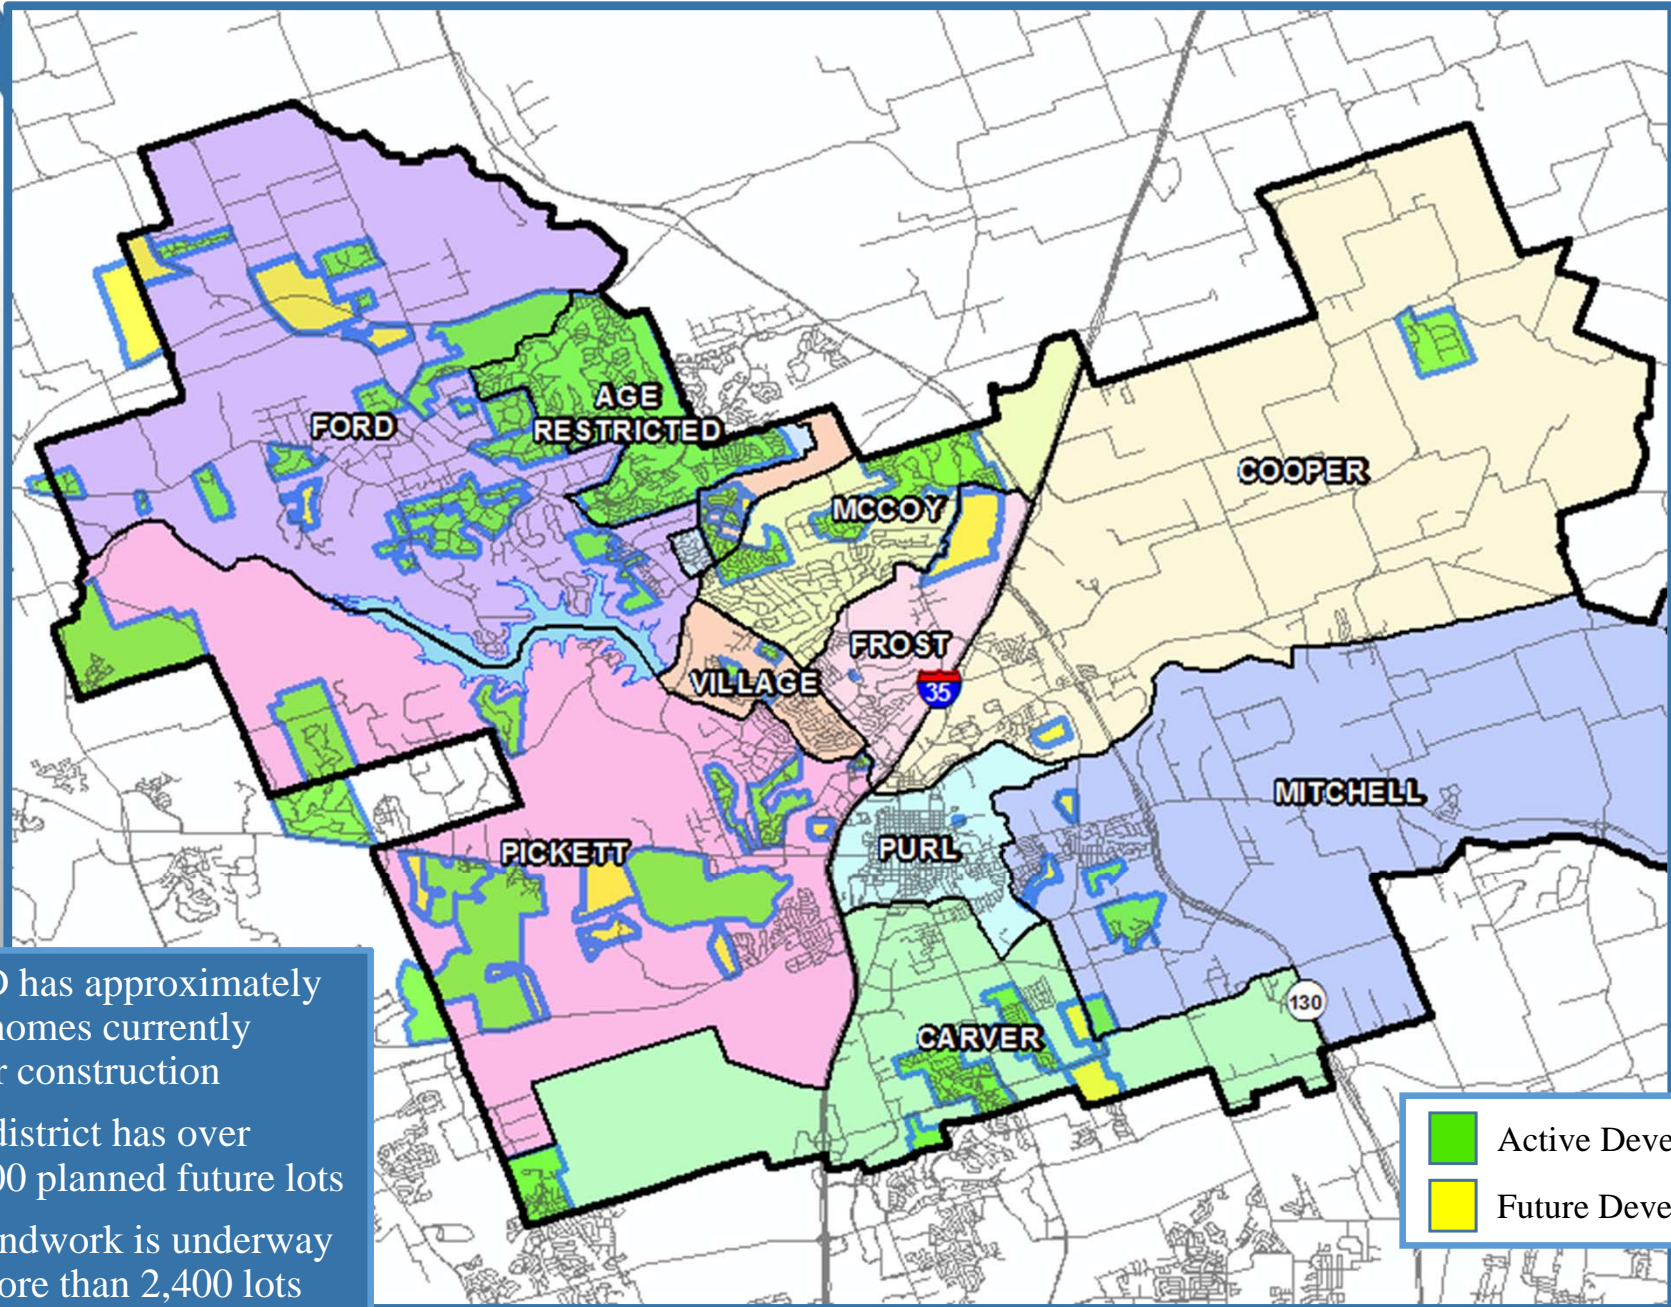 AGE
RESTRICTED
FORD
COOPER
MCCOY
FROST
35
VILLAGE
MITCHELL
PICKETT
PURL
130
CARVER
D has approximately
homes currently
r construction
district has over
00 planned future lots
ndwork is underway
ore than 2,400 lots
Active Deve
Future Deve